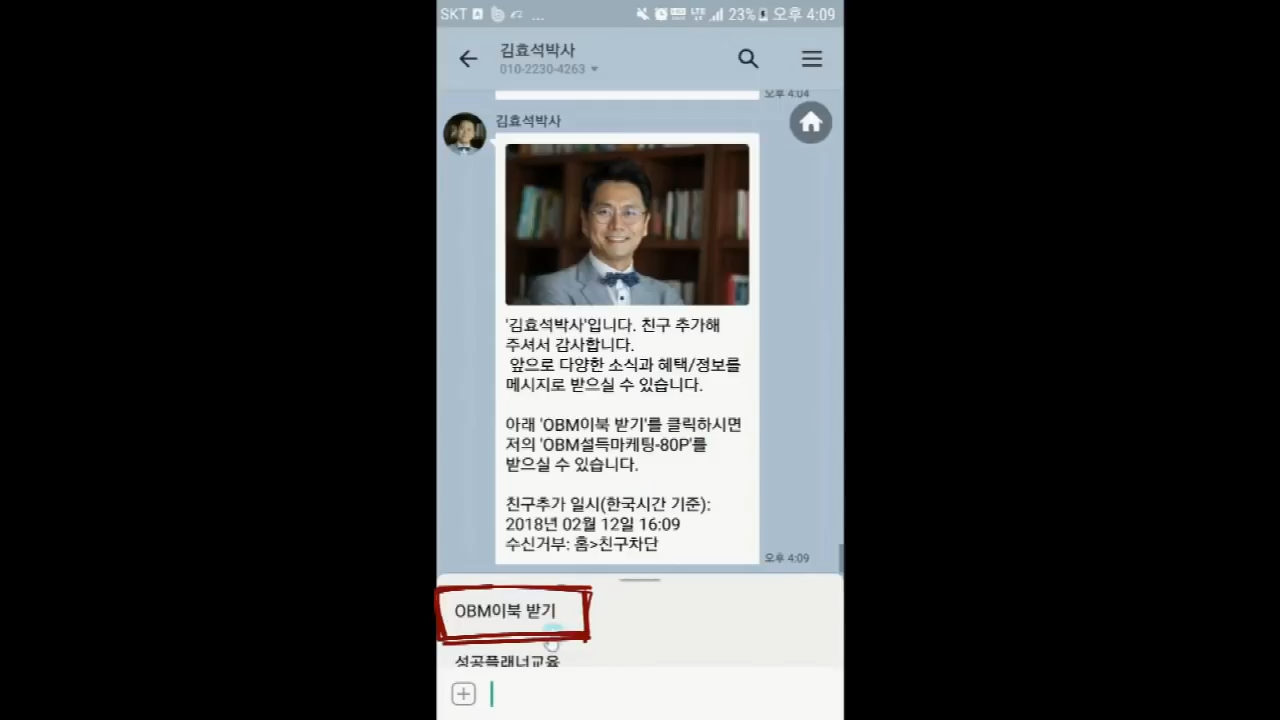 SKT
... 23% 오후 4:09
김효석박사
010-2230-4263
오후 4:04
김효석박사
'김효석박사'입니다. 친구 추가해
주셔서 감사합니다.
앞으로 다양한 소식과 혜택/정보를
메시지로 받으실 수 있습니다.
아래 'OBM이북 받기'를 클릭하시면
저의 'OBM설득마케팅-80P'를
받으실 수 있습니다.
친구추가 일시(한국시간 기준):
2018년 02월 12일 16:09
수신거부: 홈>친구차단
오후 4:09
OBM이북 받기
성공플래너교육